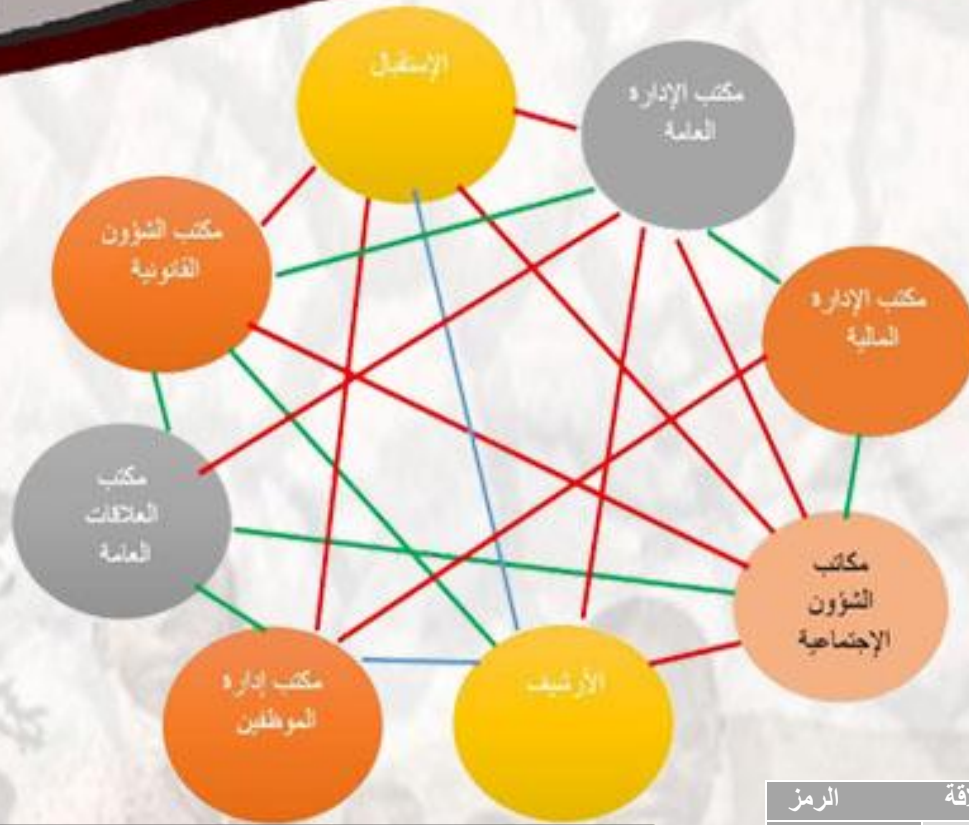 الإستقبال
مكتب الإدارة
العامة
مكتب الشؤون
القانونية
مكتب الإدارة
المالية
مكتب
العلاقات
العامة
مكاتب
الشؤون
الإجتماعية
مكتب إدارة
الموظفين
الأرشيف
الرمز